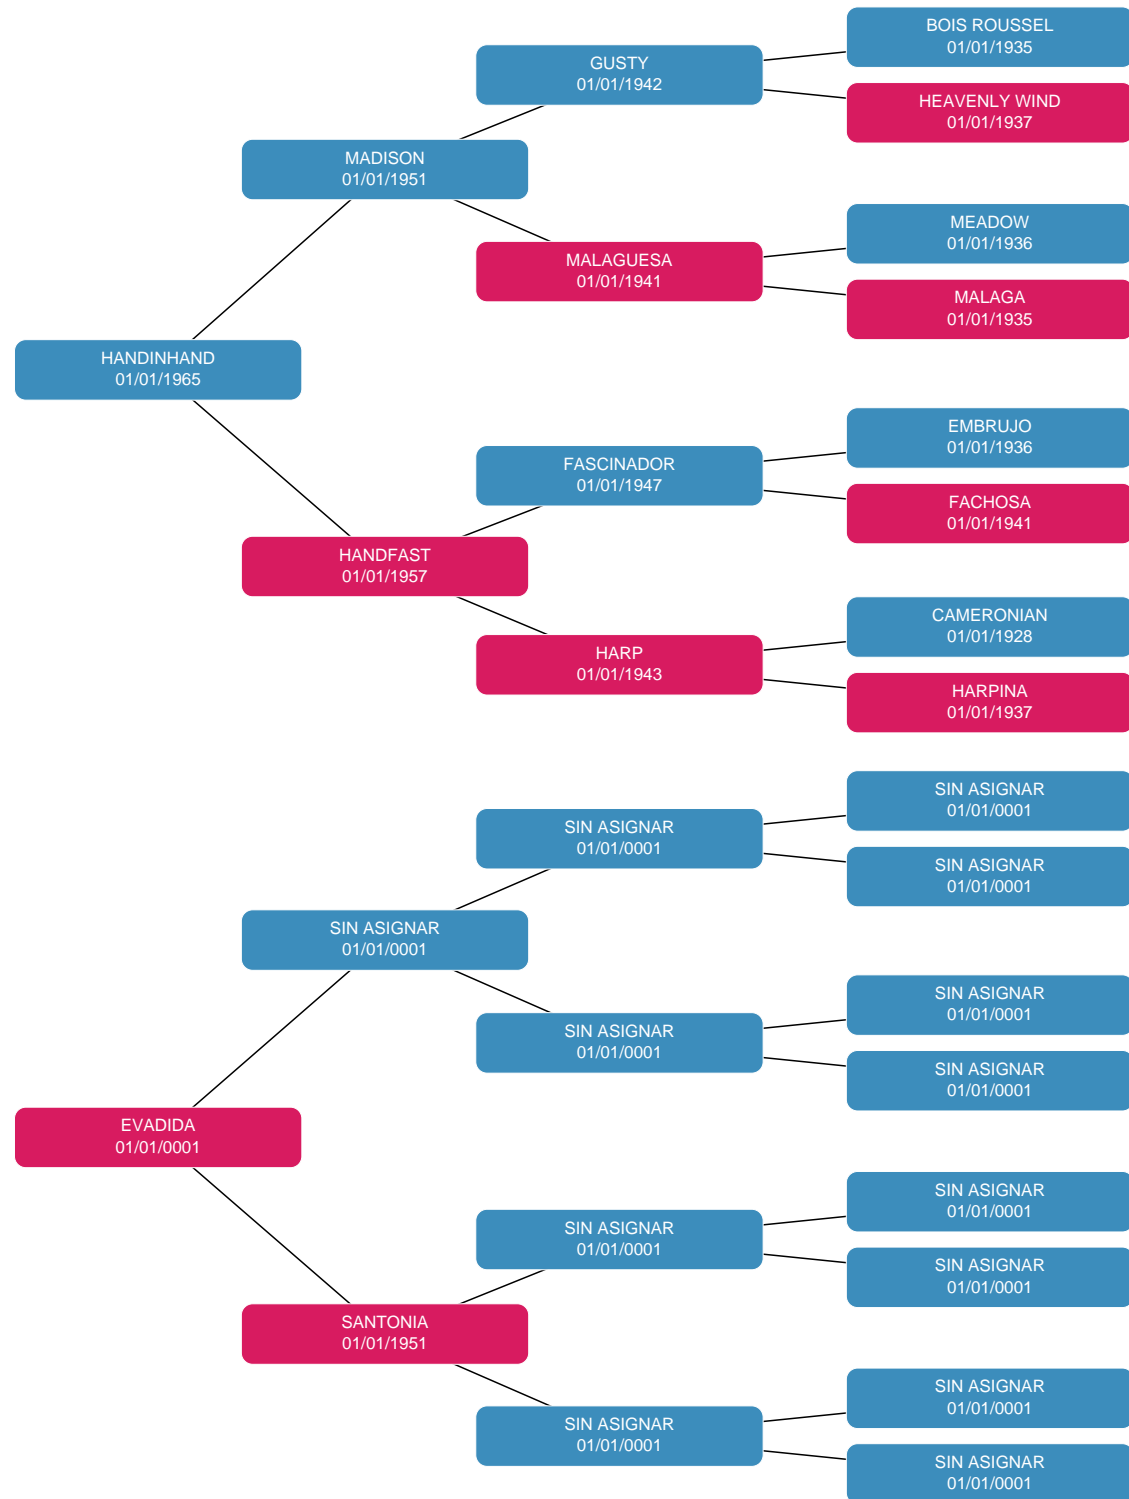 BOIS ROUSSEL
01/01/1935
GUSTY
01/01/1942
HEAVENLY WIND
01/01/1937
MADISON
01/01/1951
MEADOW
01/01/1936
MALAGUESA
01/01/1941
MALAGA
01/01/1935
HANDINHAND
01/01/1965
EMBRUJO
01/01/1936
FASCINADOR
01/01/1947
FACHOSA
01/01/1941
HANDFAST
01/01/1957
CAMERONIAN
01/01/1928
HARP
01/01/1943
HARPINA
01/01/1937
SIN ASIGNAR
01/01/0001
SIN ASIGNAR
01/01/0001
SIN ASIGNAR
01/01/0001
SIN ASIGNAR
01/01/0001
SIN ASIGNAR
01/01/0001
SIN ASIGNAR
01/01/0001
SIN ASIGNAR
01/01/0001
EVADIDA
01/01/0001
SIN ASIGNAR
01/01/0001
SIN ASIGNAR
01/01/0001
SIN ASIGNAR
01/01/0001
SANTONIA
01/01/1951
SIN ASIGNAR
01/01/0001
SIN ASIGNAR
01/01/0001
SIN ASIGNAR
01/01/0001